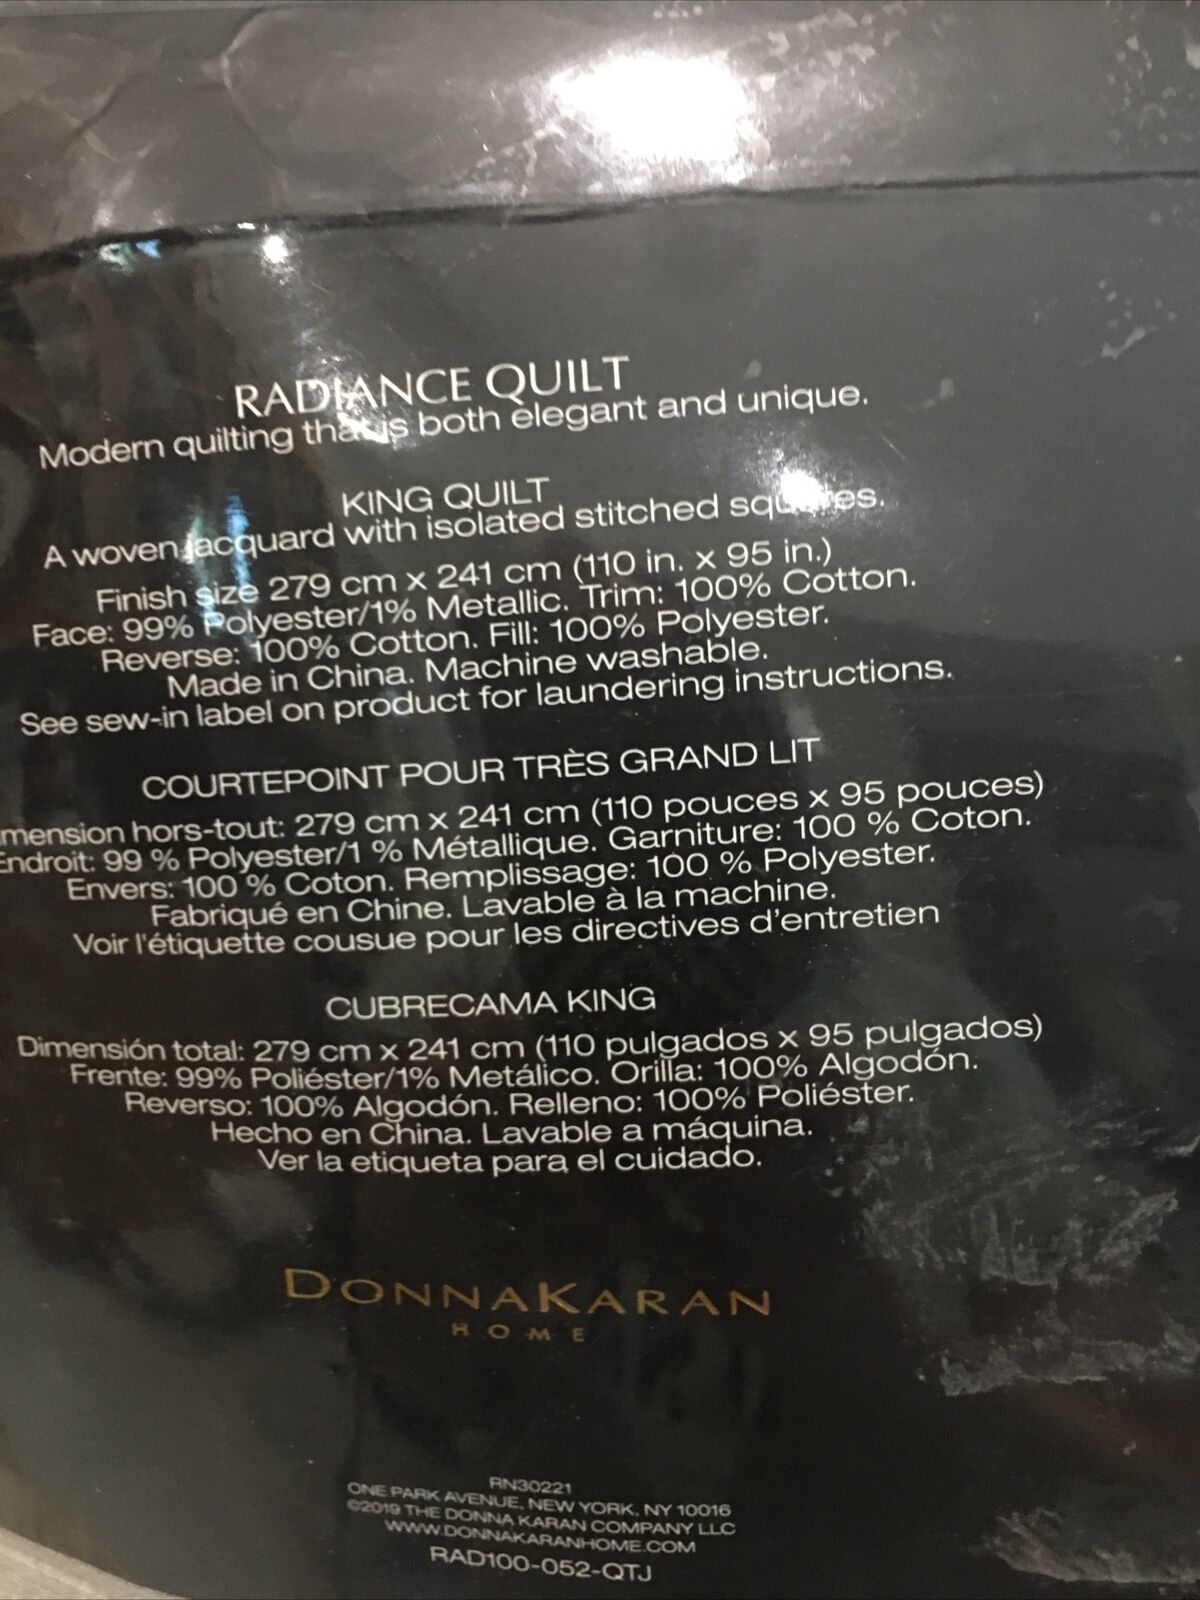 RADIANCE QUILT
Modern quilting that is both elegant and unique.
KING QUILT
A woven jacquard with isolated stitched squares.
Finish size 279 cm x 241 cm (110 in. x 95 in.)
Face: 99% Polyester/1% Metallic. Trim: 100% Cotton.
Reverse: 100% Cotton. Fill: 100% Polyester.
Made in China. Machine washable.
See sew-in label on product for laundering instructions.
COURTEPOINT POUR TRÈS GRAND LIT
mension hors-tout: 279 cm x 241 cm (110 pouces x 95 pouces)
Endroit: 99 % Polyester/1 % Métallique. Garniture: 100 % Coton.
Envers: 100 % Coton. Remplissage: 100 % Polyester.
Fabriqué en Chine. Lavable à la machine.
Voir l'étiquette cousue pour les directives d'entretien
CUBRECAMA KING
Dimensión total: 279 cm x 241 cm (110 pulgados x 95 pulgados)
Frente: 99% Poliéster/1% Metálico. Orilla: 100% Algodón.
Reverso: 100% Algodón. Relleno: 100% Poliéster.
Hecho en China. Lavable a máquina.
Ver la etiqueta para el cuidado.
DONNAKARAN
HOME
RN30221
ONE PARK AVENUE, NEW YORK, NY 10016
©2019 THE DONNA KARAN COMPANY LLC
WWW.DONNAKARANHOME.COM
RAD100-052-QTJ